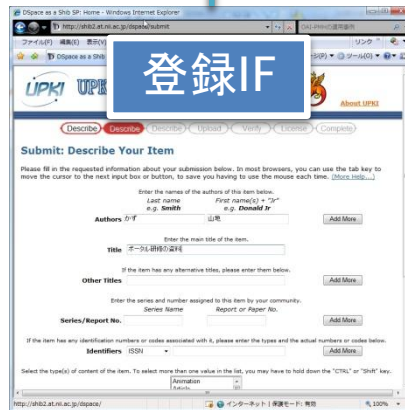 DSpace as a Shib SP: Home - Windows Internet Explorer
http://shib2.at.nii.ac.jp/dspace/submit
OAI-PMHの運用事例
ファイル(F) 編集(E) 表示(V)
リンク
DSpace as a Shib
ツール(O)
登録IF
UPKI UPK
About UPKI
Describe Describe Describe Upload Verify License Complete
Submit: Describe Your Item
Please fill in the requested information about your submission below. In most browsers, you can use the tab key to
move the cursor to the next input box or button, to save you having to use the mouse each time. (More Help...)
Enter the names of the authors of this item below.
Last name First name(s) + "Jr"
e.g. Smith e.g. Donald Jr
Authors かず 山地 Add More
Enter the main title of the item.
Title ポータル研修の資料
If the item has any alternative titles, please enter them below.
Other Titles Add More
Enter the series and number assigned to this item by your community.
Series Name Report or Paper No.
Series/Report No. Add More
If the item has any identification numbers or codes associated with it, please enter the types and the actual numbers or codes below.
Identifiers ISSN Add More
Select the type(s) of content of the item. To select more than one value in the list, you may have to hold down the "CTRL" or "Shift" key.
Animation
Article
http://shib2.at.nii.ac.jp/dspace/ インターネット | 保護モード: 有効 100%